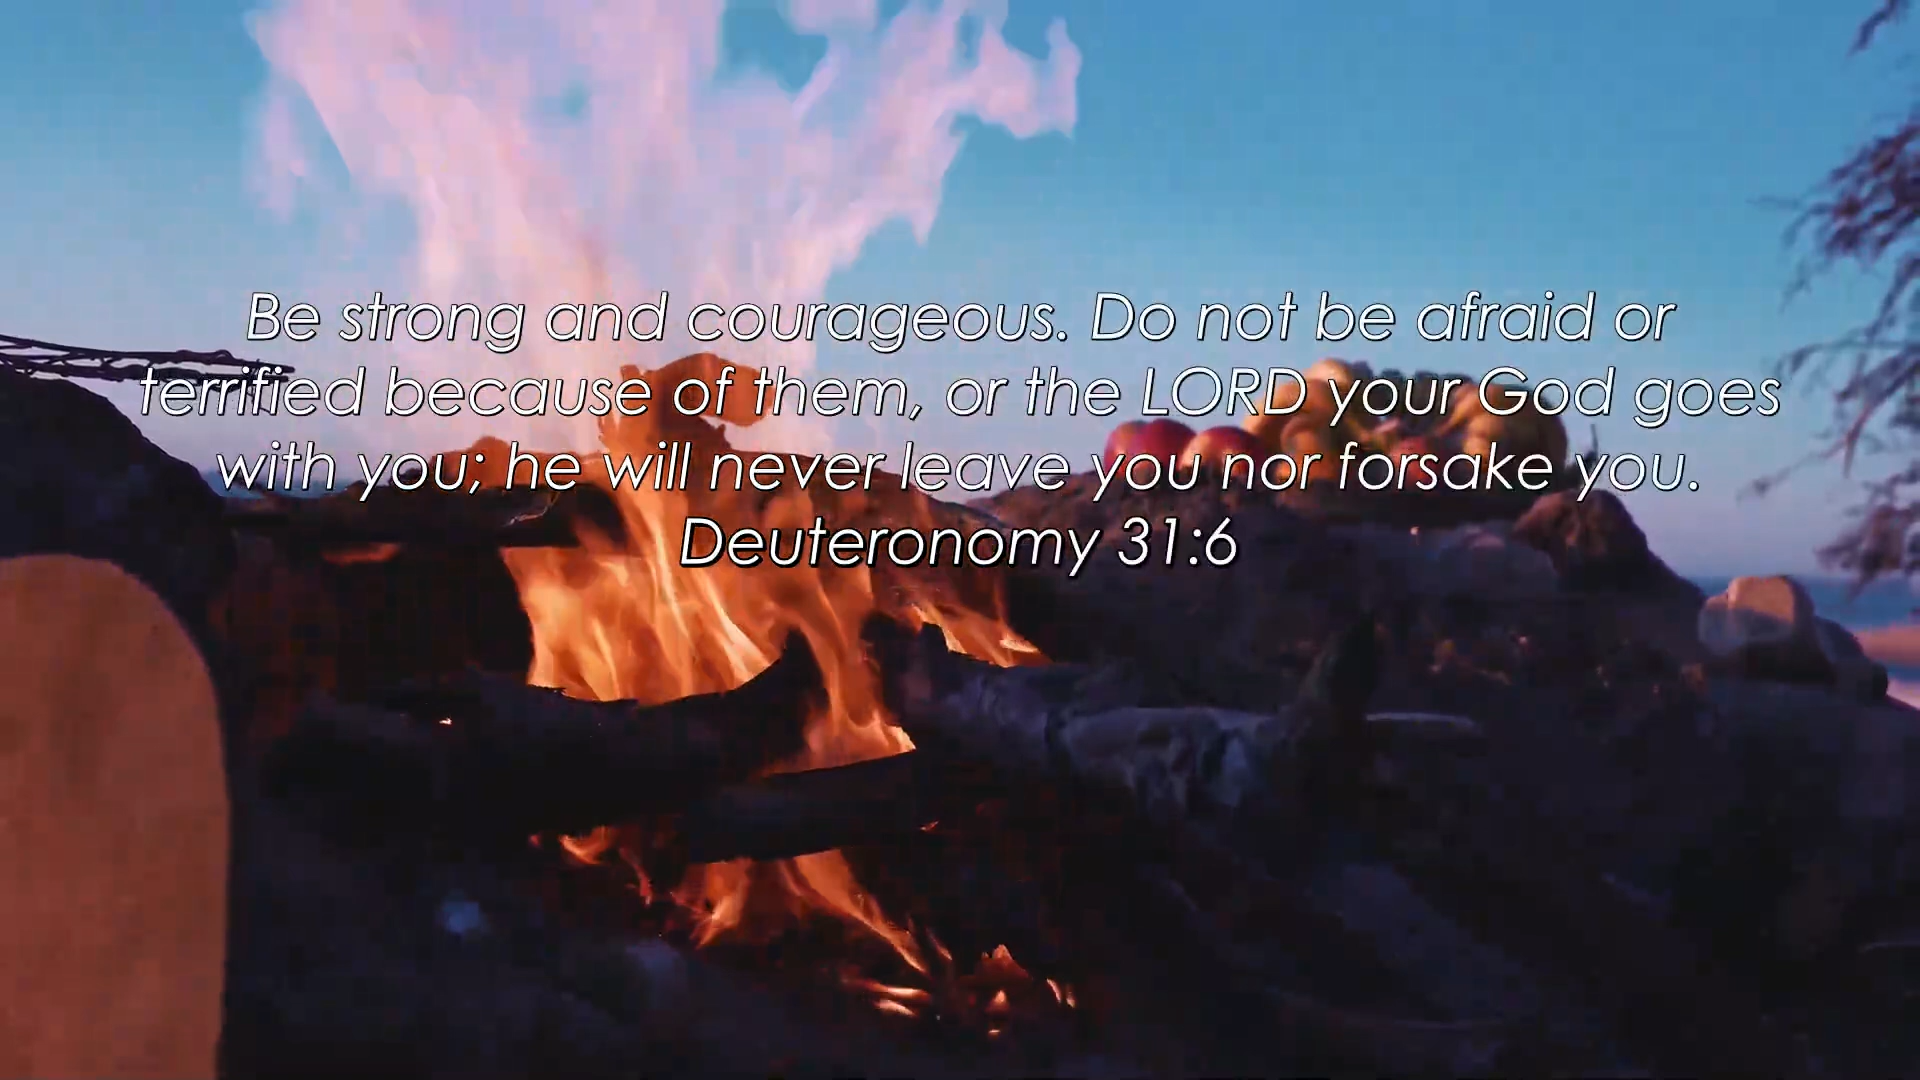 Be strong and courageous. Do not be afraid or
terrified because of them, or the LORD your God goes
with you; he will never leave you nor forsake you.
Deuteronomy 31:6